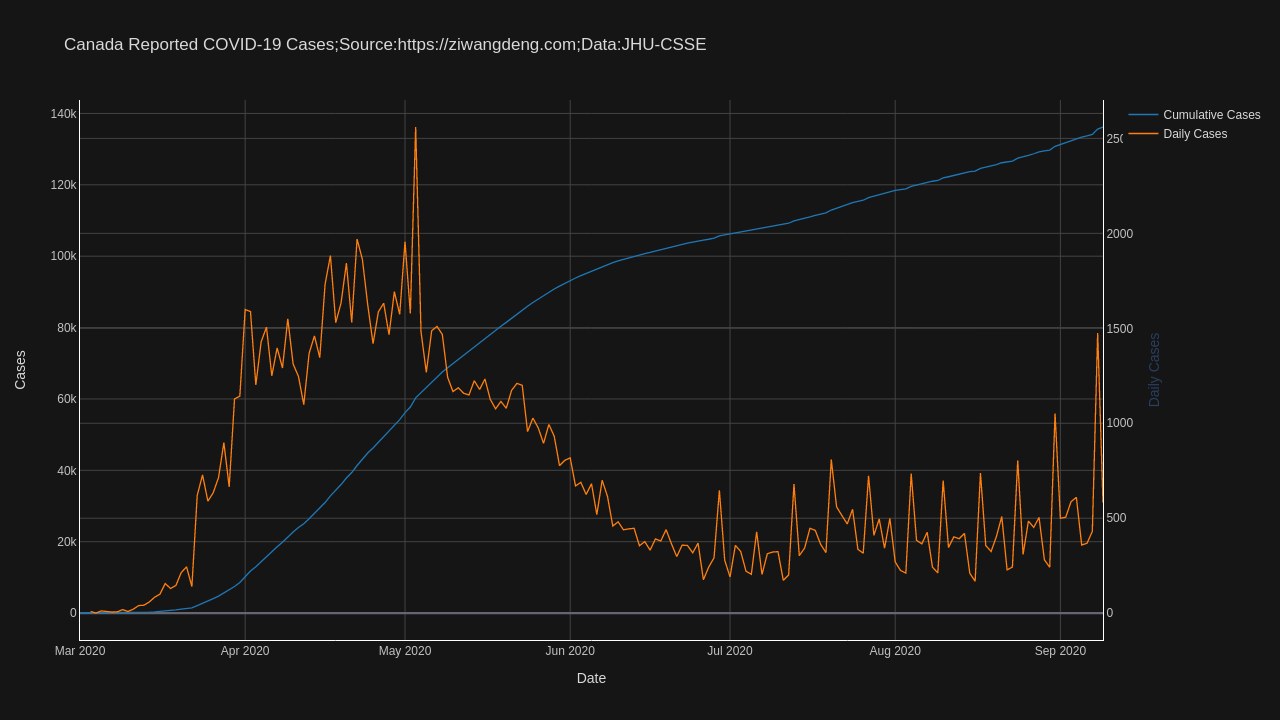 Canada Reported COVID-19 Cases;Source:https://ziwangdeng.com;Data:JHU-CSSE
Cumulative Cases
Daily Cases
140k
120k
100k
80k
60k
40k
20k
0
Cases
2000
1500
1000
500
0
Daily Cases
Mar 2020
Apr 2020
May 2020
Jun 2020
Jul 2020
Aug 2020
Sep 2020
Date